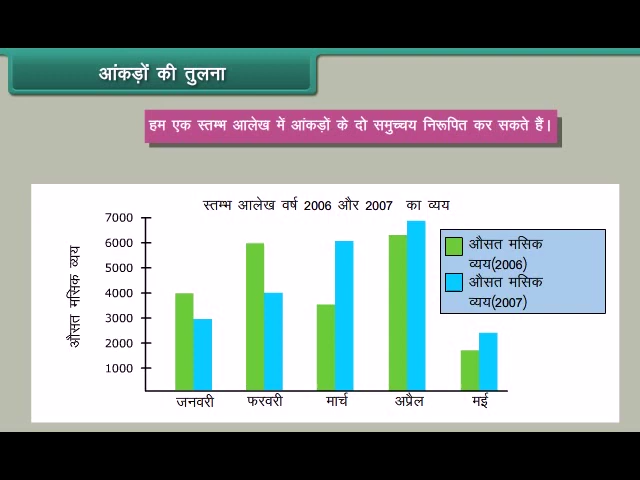 आंकड़ों की तुलना
हम एक स्तम्भ आलेख में आंकड़ों के दो समुच्चय निरूपित कर सकते हैं।
स्तम्भ आलेख वर्ष 2006 और 2007 का व्यय
औसत मसिक व्यय
7000
6000
5000
4000
3000
2000
1000
औसत मसिक
व्यय(2006)
औसत मसिक
व्यय(2007)
जनवरी फरवरी मार्च अप्रैल मई